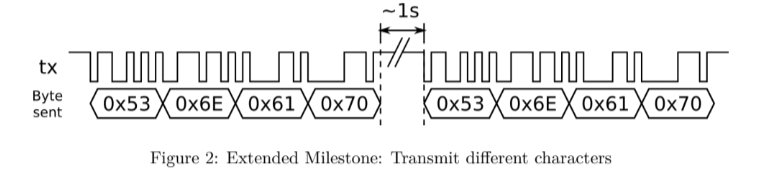 ~1s
tx
Byte
sent
0x53 0x6E 0x61 0x70 0x53 0x6E 0x61 0x70
Figure 2: Extended Milestone: Transmit different characters